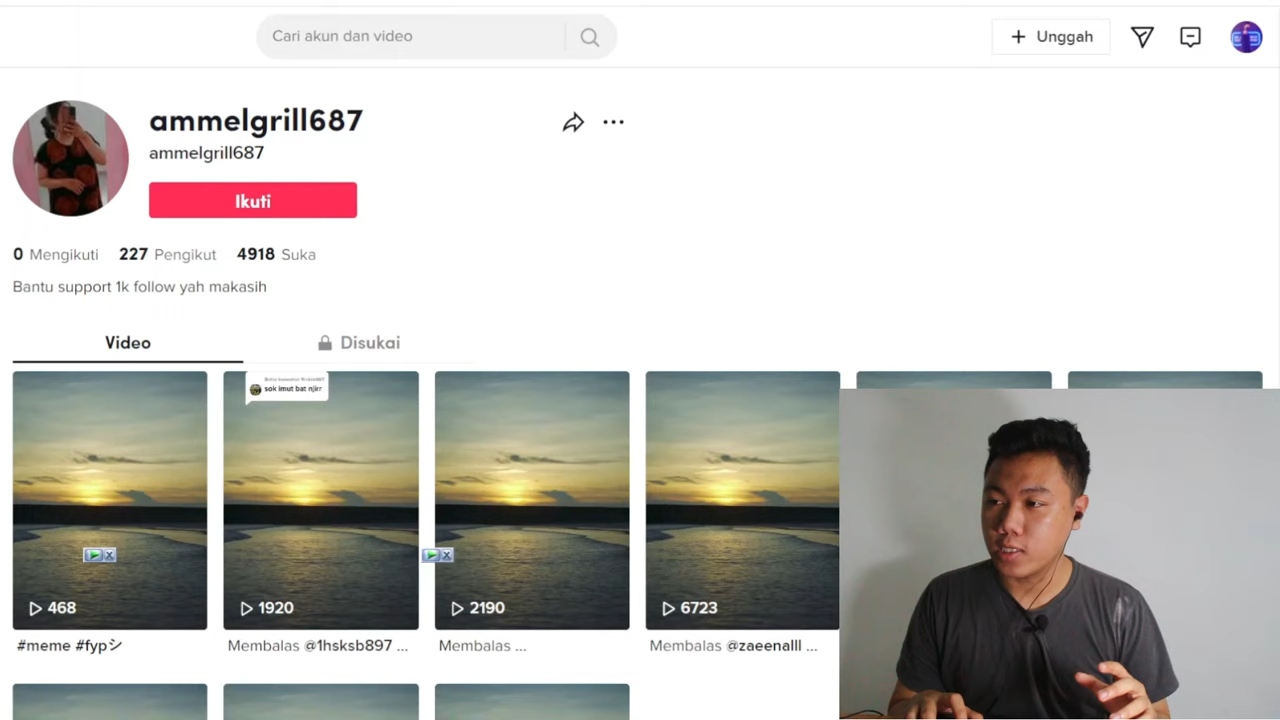 Cari akun dan video
Unggah
ammelgrill687
ammelgrill687
Ikuti
0 Mengikuti 227 Pengikut 4918 Suka
Bantu support 1k follow yah makasih
Video
Disukai
sok imut bat njkr
468
1920
2190
6723
#meme #fypシ
Membalas @1hsksb897 ...
Membalas ...
Membalas @zaeenalll ...